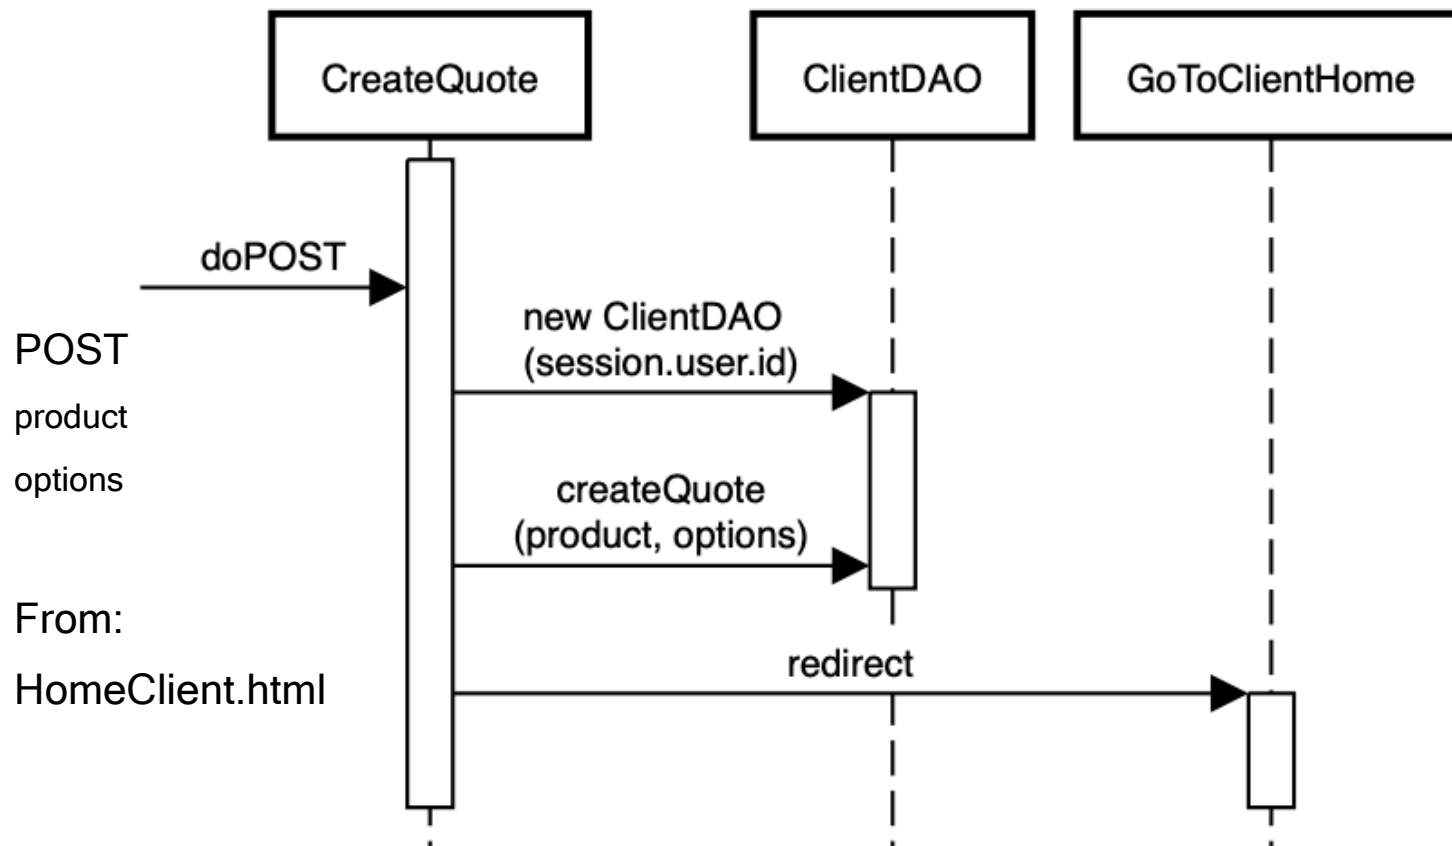 CreateQuote
ClientDAO
GoToClientHome
doPOST
new ClientDAO
(session.user.id)
POST
product
options
createQuote
(product, options)
From:
HomeClient.html
redirect